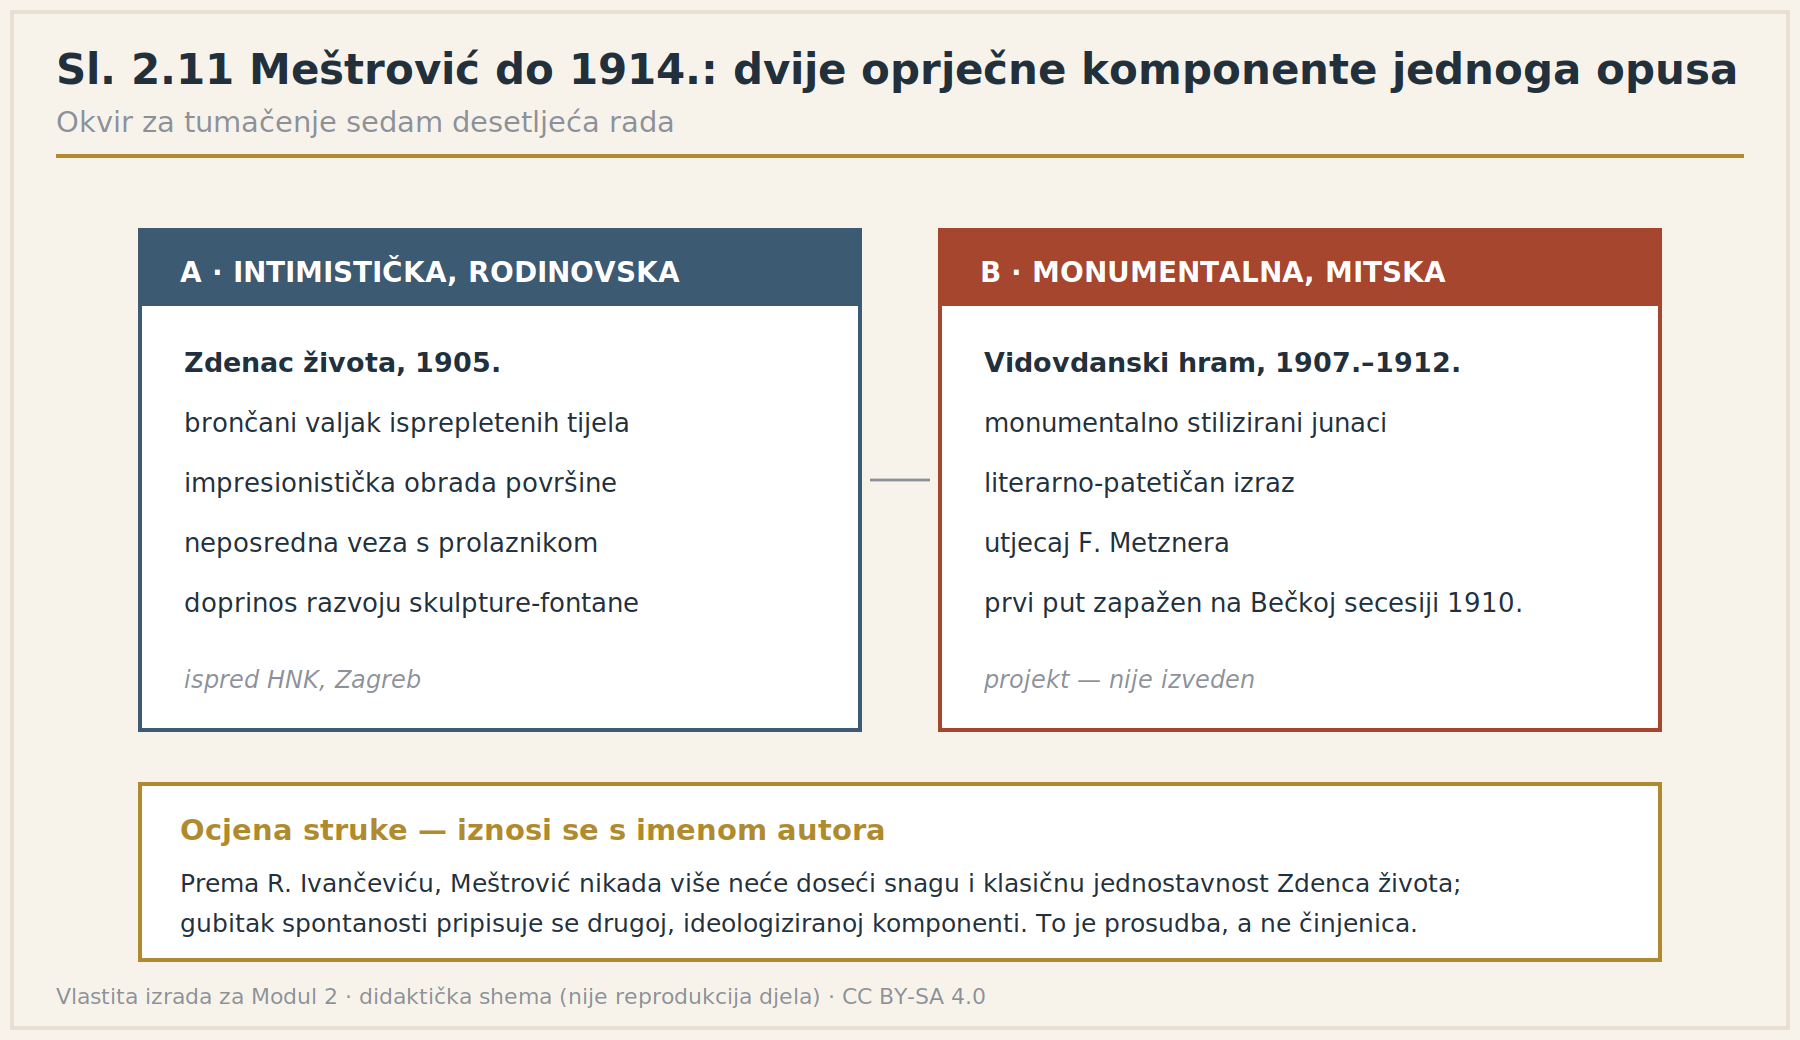 Sl. 2.11 Meštrović do 1914.: dvije oprječne komponente jednoga opusa
Okvir za tumačenje sedam desetljeća rada
A · INTIMISTIČKA, RODINOVSKA
Zdenac života, 1905.
brončani valjak isprepletenih tijela
impresionistička obrada površine
neposredna veza s prolaznikom
doprinos razvoju skulpture-fontane
ispred HNK, Zagreb
B · MONUMENTALNA, MITSKA
Vidovdanski hram, 1907.–1912.
monumentalno stilizirani junaci
literarno-patetičan izraz
utjecaj F. Metznera
prvi put zapažen na Bečkoj secesiji 1910.
projekt — nije izveden
Ocjena struke — iznosi se s imenom autora
Prema R. Ivančeviću, Meštrović nikada više neće doseći snagu i klasičnu jednostavnost Zdenca života;
gubitak spontanosti pripisuje se drugoj, ideologiziranoj komponenti. To je prosudba, a ne činjenica.
Vlastita izrada za Modul 2 · didaktička shema (nije reprodukcija djela) · CC BY-SA 4.0